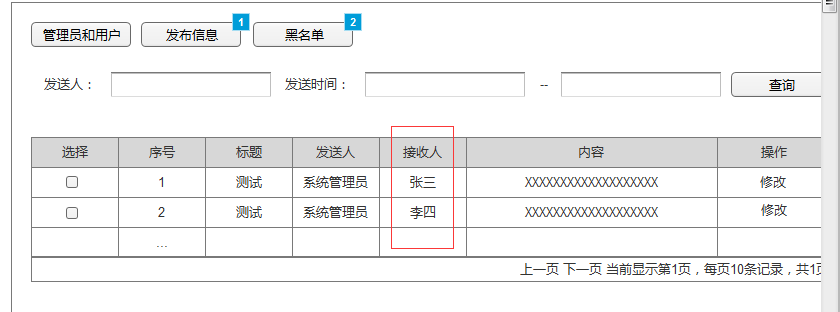 管理员和用户 发布信息 1 黑名单 2
发送人： 发送时间： -- 查询
选择 序号 标题 发送人 接收人 内容 操作
1 测试 系统管理员 张三 XXXXXXXXXXXXXXXXXXX 修改
2 测试 系统管理员 李四 XXXXXXXXXXXXXXXXXXX 修改
...
上一页 下一页 当前显示第1页，每页10条记录，共1页